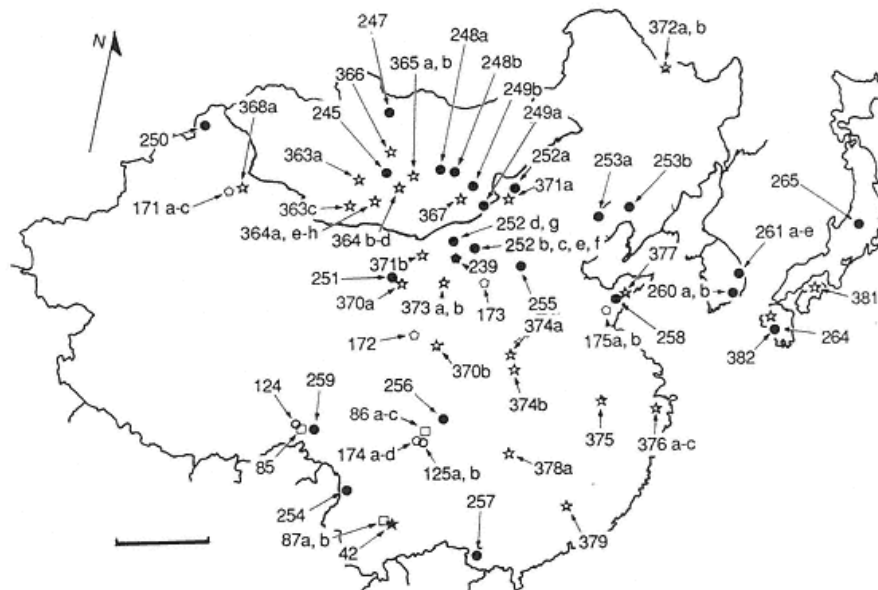 247
248a
372a, b
N
366
365 a, b
248b
368a
245
249b
249a
250
363a
252a
253a
253b
371a
265
171 a-c
363c
367
364a, e-h
364 b-d
252 d, g
252 b, c, e, f
261 a-e
371b
239
377
251
260 a, b
381
370a
373 a, b
173
255
258
374a
175a, b
264
172
382
370b
124
259
256
374b
86 a-c
375
376 a-c
85
174 a-d
125a, b
378a
254
257
87a, b
42
379